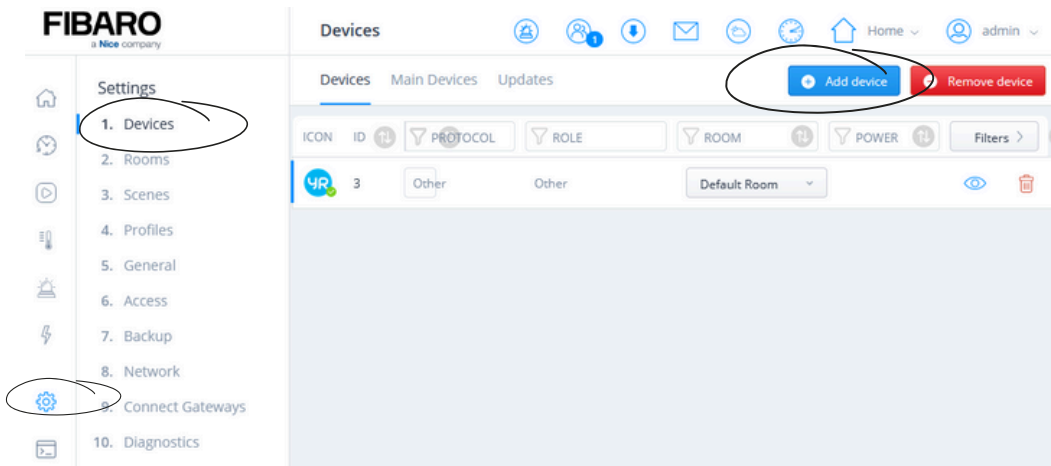 FIBARO
a Nice company
Devices
1
Home
admin
Settings
1. Devices
2. Rooms
3. Scenes
4. Profiles
5. General
6. Access
7. Backup
8. Network
9. Connect Gateways
10. Diagnostics
Devices Main Devices Updates
Add device
Remove device
ICON ID PROTOCOL ROLE ROOM POWER Filters
YR 3 Other Other Default Room